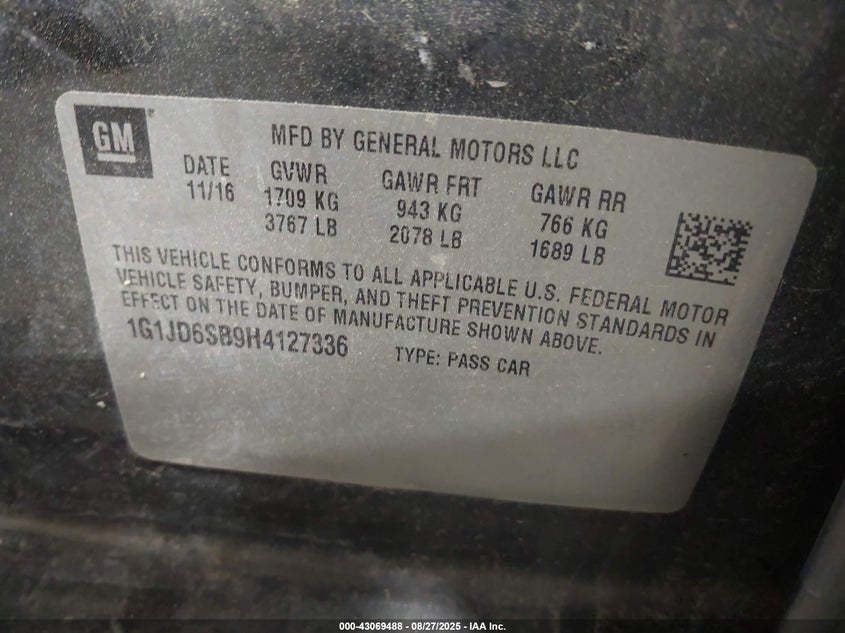 GM
MFD BY GENERAL MOTORS LLC
DATE GVWR GAWR FRT GAWR RR
11/16 1709 KG 943 KG 766 KG
3767 LB 2078 LB 1689 LB
THIS VEHICLE CONFORMS TO ALL APPLICABLE U.S. FEDERAL MOTOR
VEHICLE SAFETY, BUMPER, AND THEFT PREVENTION STANDARDS IN
EFFECT ON THE DATE OF MANUFACTURE SHOWN ABOVE.
1G1JD6SB9H4127336 TYPE: PASS CAR
000-43069488 - 08/27/2025 - IAA Inc.